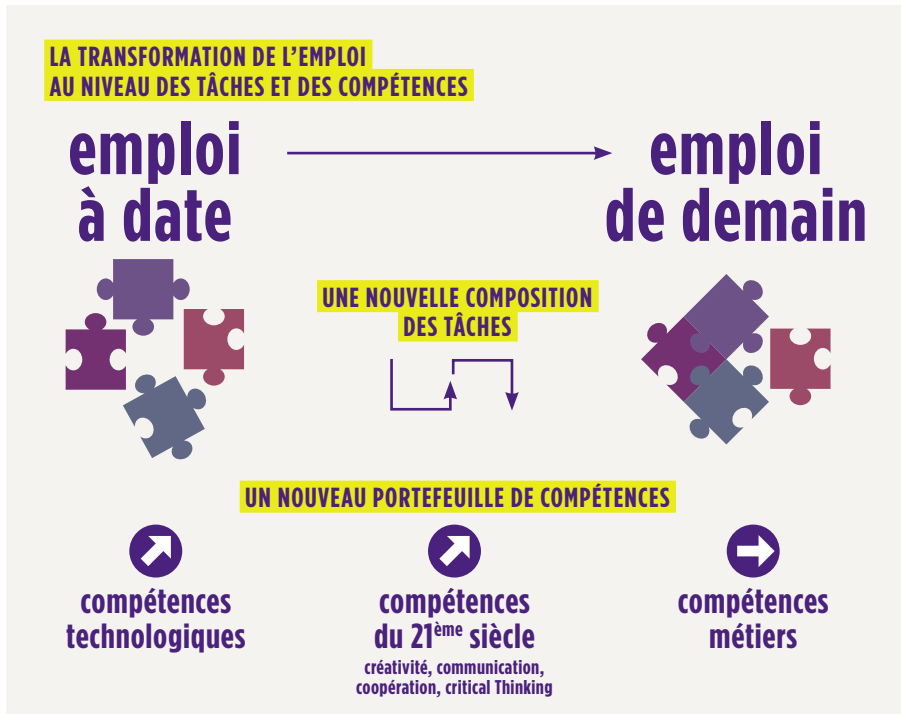 LA TRANSFORMATION DE L'EMPLOI
AU NIVEAU DES TÂCHES ET DES COMPÉTENCES
emploi
à date
emploi
de demain
UNE NOUVELLE COMPOSITION
DES TÂCHES
UN NOUVEAU PORTEFEUILLE DE COMPÉTENCES
compétences
technologiques
compétences
du 21ème siècle
créativité, communication,
coopération, critical Thinking
compétences
métiers